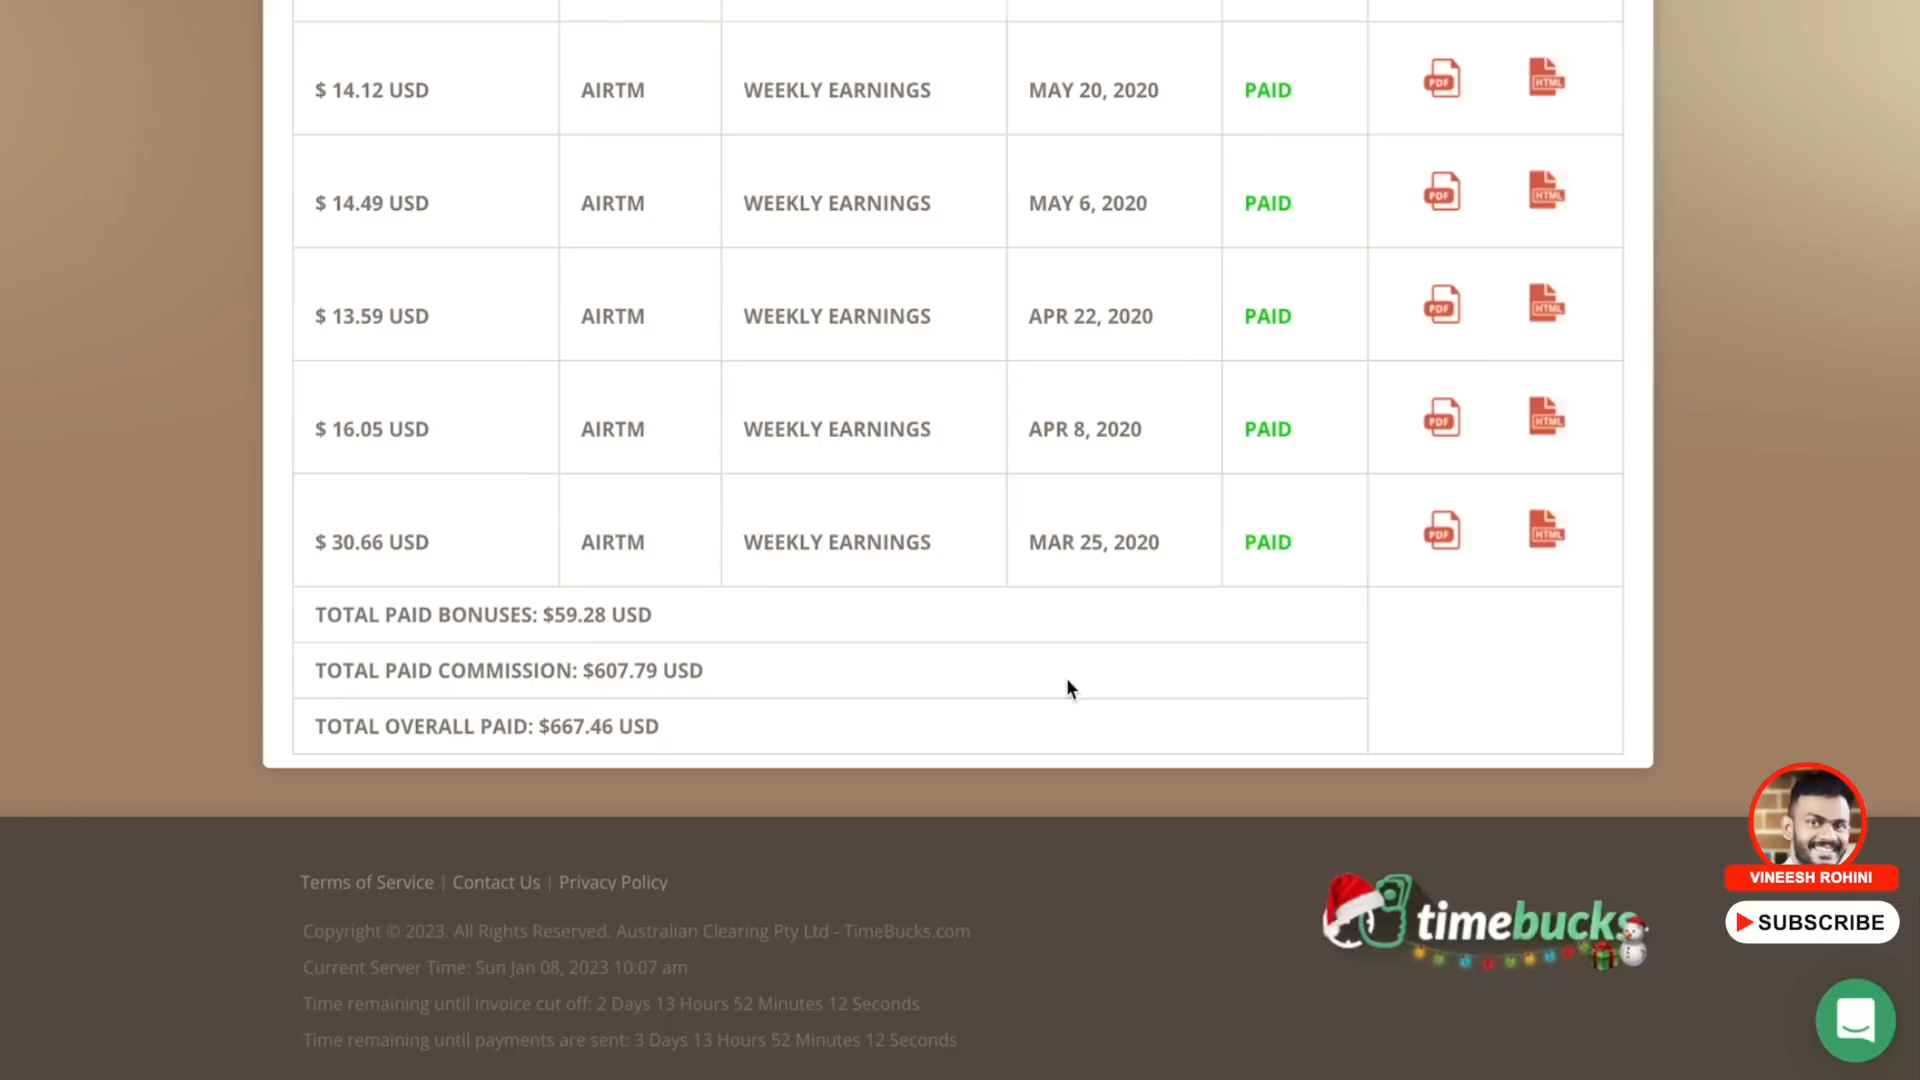 $ 14.12 USD AIRTM WEEKLY EARNINGS MAY 20, 2020 PAID PDF HTML
$ 14.49 USD AIRTM WEEKLY EARNINGS MAY 6, 2020 PAID PDF HTML
$ 13.59 USD AIRTM WEEKLY EARNINGS APR 22, 2020 PAID PDF HTML
$ 16.05 USD AIRTM WEEKLY EARNINGS APR 8, 2020 PAID PDF HTML
$ 30.66 USD AIRTM WEEKLY EARNINGS MAR 25, 2020 PAID PDF HTML
TOTAL PAID BONUSES: $59.28 USD
TOTAL PAID COMMISSION: $607.79 USD
TOTAL OVERALL PAID: $667.46 USD
Terms of Service | Contact Us | Privacy Policy
Copyright © 2023. All Rights Reserved. Australian Clearing Pty Ltd - TimeBucks.com
Current Server Time: Sun Jan 08, 2023 10:07 am
Time remaining until invoice cut off: 2 Days 13 Hours 52 Minutes 12 Seconds
Time remaining until payments are sent: 3 Days 13 Hours 52 Minutes 12 Seconds
timebucks
VINEESH ROHINI
SUBSCRIBE